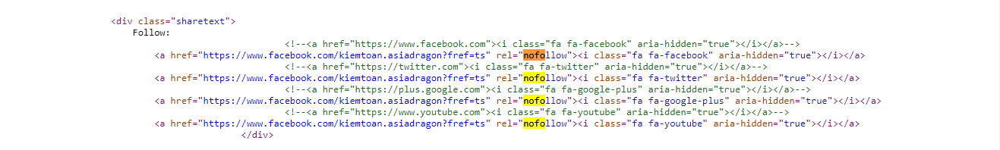 <div class="sharetext">
Follow:
<!--<a href="https://www.facebook.com"><i class="fa fa-facebook" aria-hidden="true"></i></a>-->
<a href="https://www.facebook.com/kiemtoan.asiadragon?fref=ts" rel="nofollow"><i class="fa fa-facebook" aria-hidden="true"></i></a>
<!--<a href="https://twitter.com"><i class="fa fa-twitter" aria-hidden="true"></i></a>-->
<a href="https://www.facebook.com/kiemtoan.asiadragon?fref=ts" rel="nofollow"><i class="fa fa-twitter" aria-hidden="true"></i></a>
<!--<a href="https://plus.google.com"><i class="fa fa-google-plus" aria-hidden="true"></i></a>-->
<a href="https://www.facebook.com/kiemtoan.asiadragon?fref=ts" rel="nofollow"><i class="fa fa-google-plus" aria-hidden="true"></i></a>
<!--<a href="https://www.youtube.com"><i class="fa fa-youtube" aria-hidden="true"></i></a>-->
<a href="https://www.facebook.com/kiemtoan.asiadragon?fref=ts" rel="nofollow"><i class="fa fa-youtube" aria-hidden="true"></i></a>
</div>